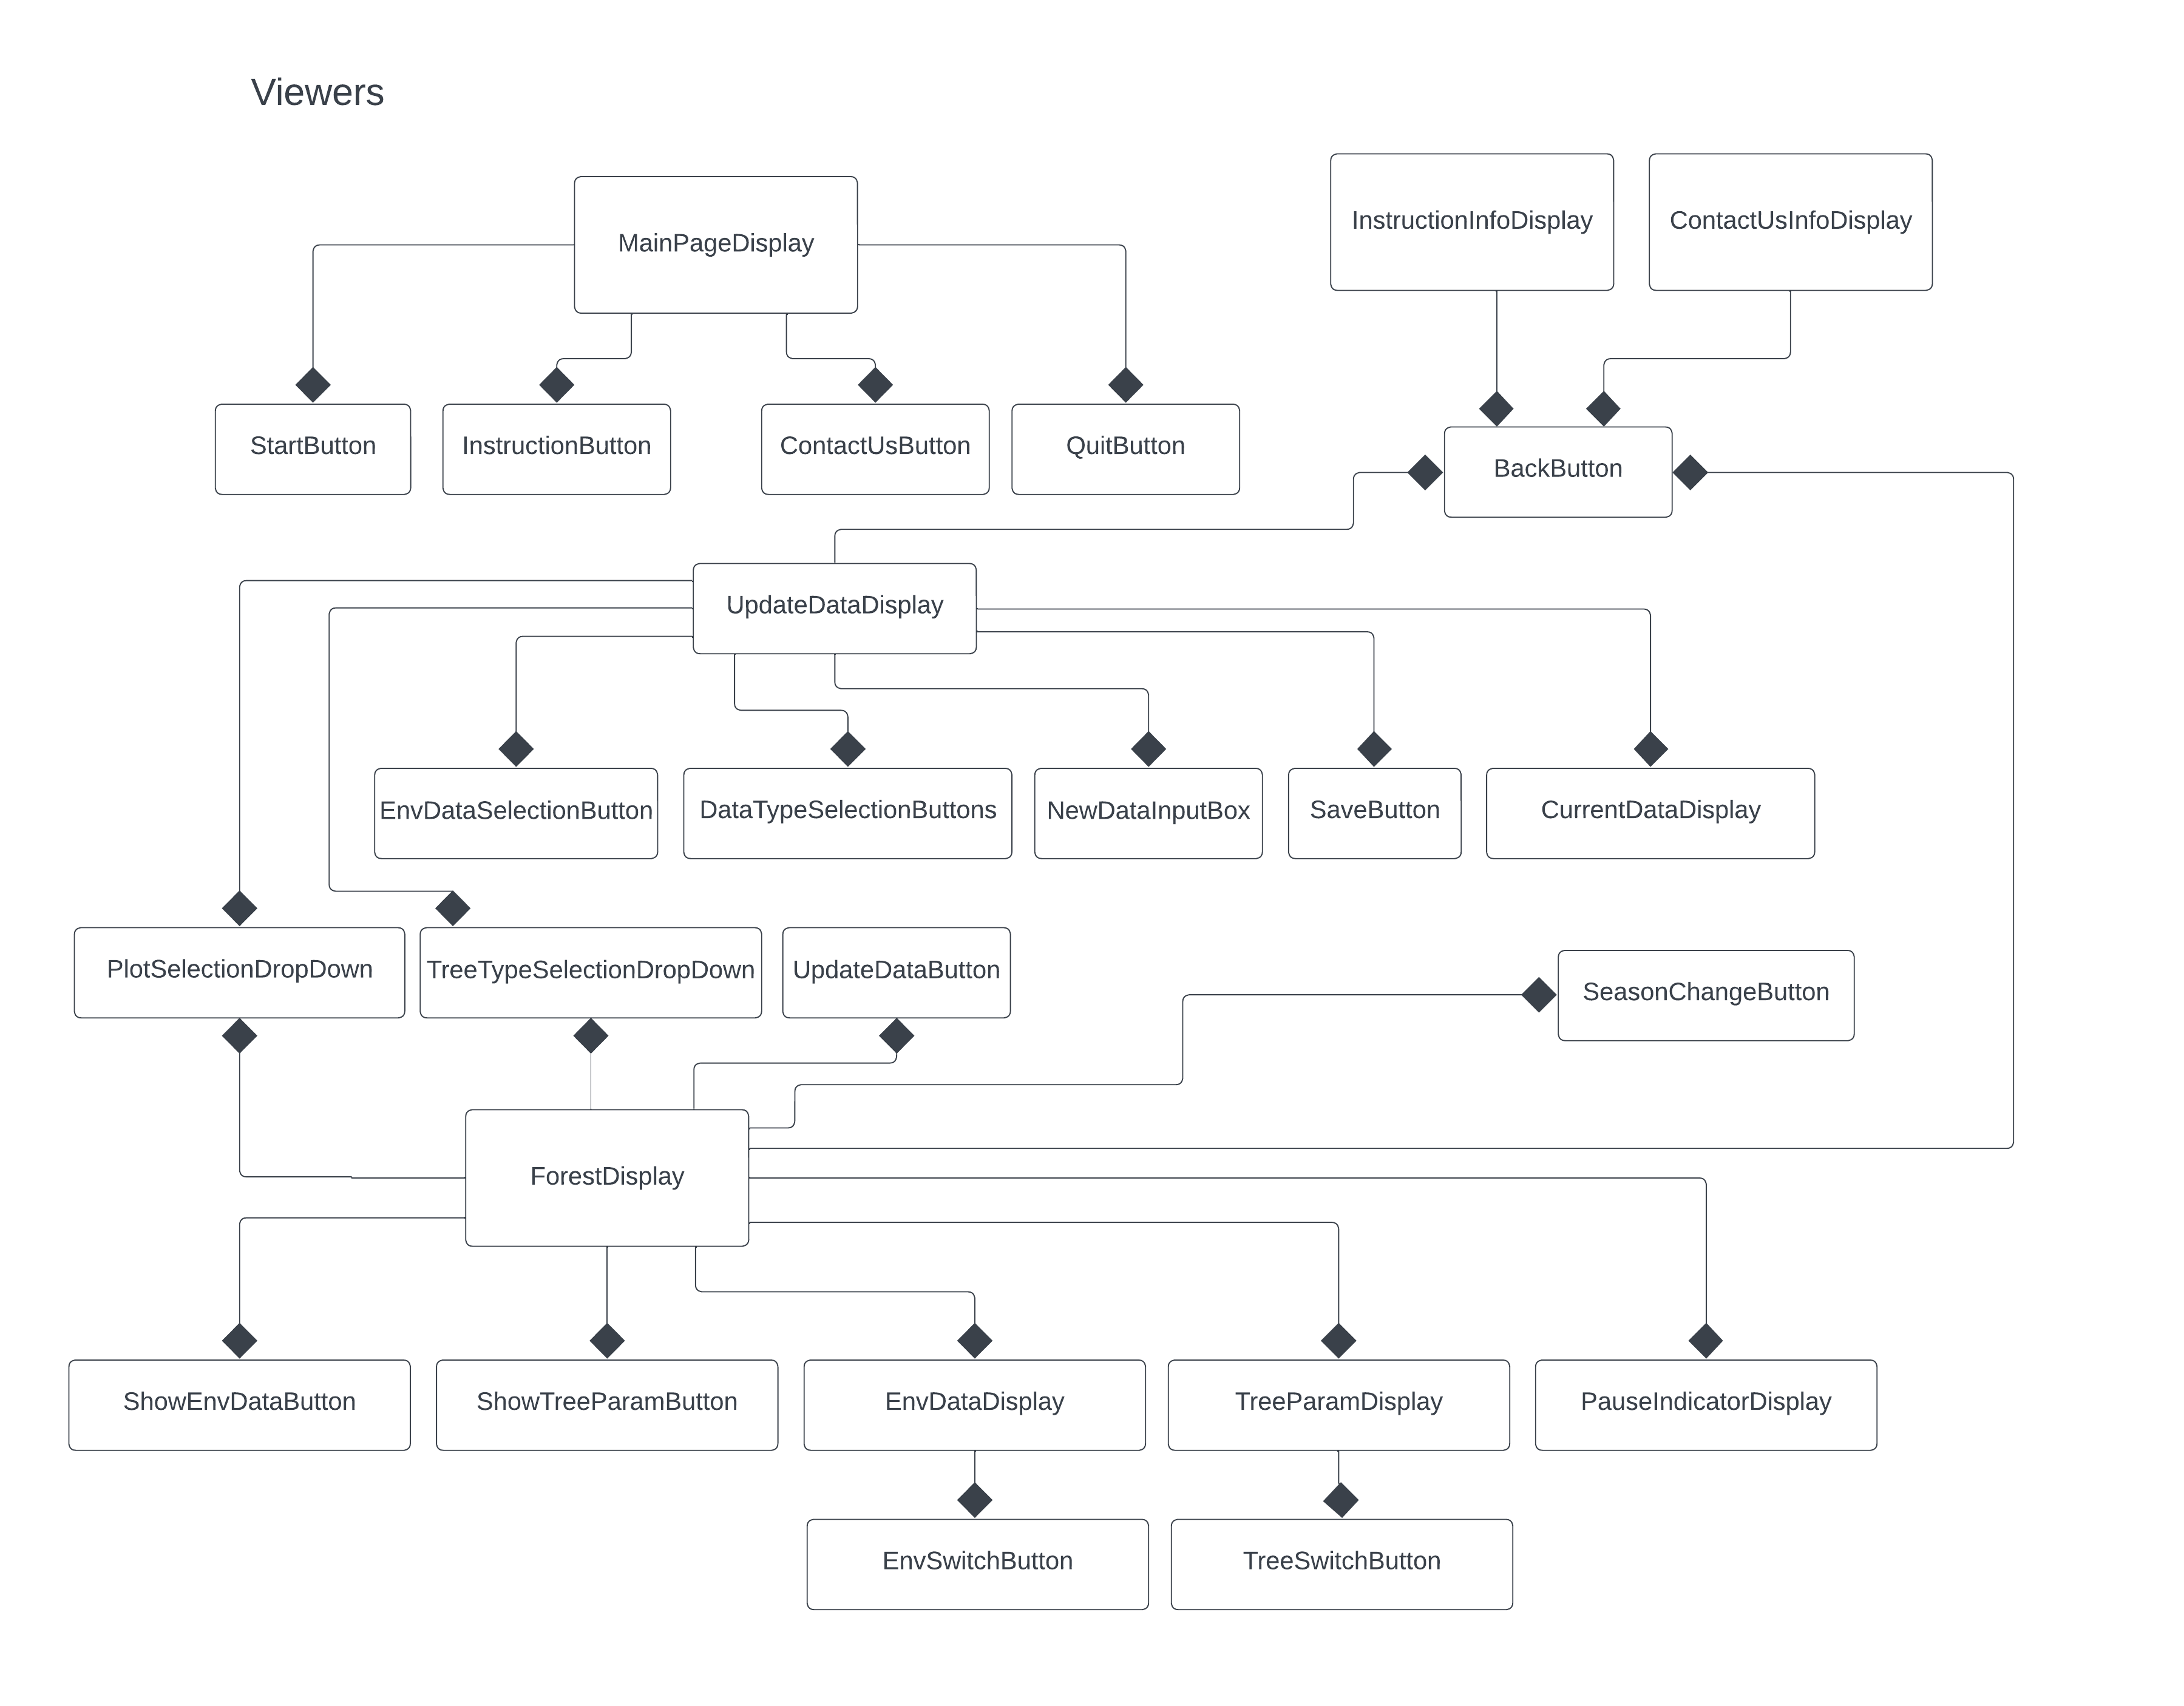 Viewers
MainPageDisplay
InstructionInfoDisplay
ContactUsInfoDisplay
StartButton
InstructionButton
ContactUsButton
QuitButton
BackButton
UpdateDataDisplay
EnvDataSelectionButton
DataTypeSelectionButtons
NewDataInputBox
SaveButton
CurrentDataDisplay
PlotSelectionDropDown
TreeTypeSelectionDropDown
UpdateDataButton
SeasonChangeButton
ForestDisplay
ShowEnvDataButton
ShowTreeParamButton
EnvDataDisplay
TreeParamDisplay
PauseIndicatorDisplay
EnvSwitchButton
TreeSwitchButton